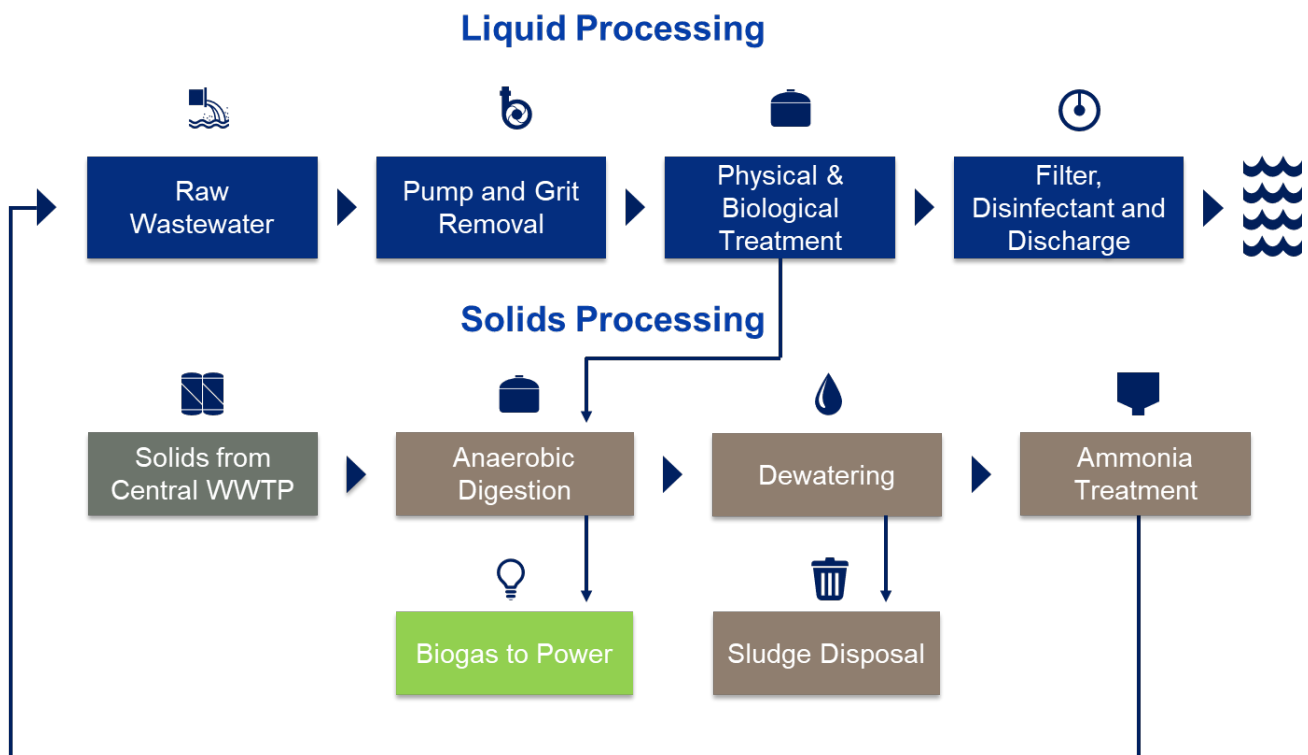 Liquid Processing
Raw
Wastewater
Pump and Grit
Removal
Physical &
Biological
Treatment
Filter,
Disinfectant and
Discharge
Solids Processing
Solids from
Central WWTP
Anaerobic
Digestion
Dewatering
Ammonia
Treatment
Biogas to Power
Sludge Disposal